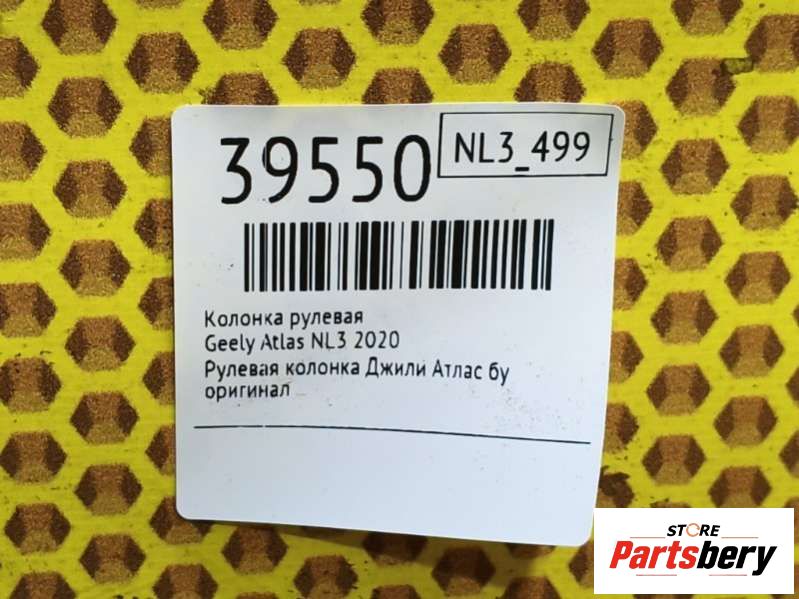 39550
NL3_499
Колонка рулевая
Geely Atlas NL3 2020
Рулевая колонка Джили Атлас бу
оригинал
STORE
Partsbery